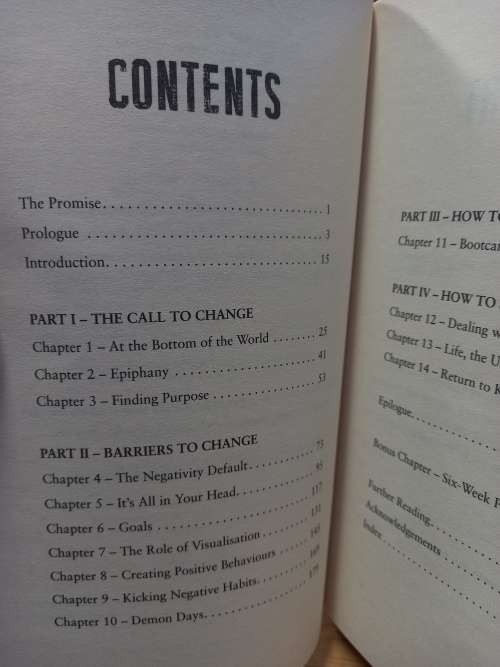 CONTENTS
The Promise. . . . . . . . . . . . . . . . . . . . . . . . . . . . . . . 1
Prologue . . . . . . . . . . . . . . . . . . . . . . . . . . . . . . . . 3
Introduction. . . . . . . . . . . . . . . . . . . . . . . . . . . . . . 15
PART I – THE CALL TO CHANGE
Chapter 1 – At the Bottom of the World . . . . . . . . 25
Chapter 2 – Epiphany . . . . . . . . . . . . . . . . . . . . . . 41
Chapter 3 – Finding Purpose . . . . . . . . . . . . . . . . . 53
PART II – BARRIERS TO CHANGE
Chapter 4 – The Negativity Default. . . . . . . . . . . . 75
Chapter 5 – It's All in Your Head. . . . . . . . . . . . . . 95
Chapter 6 – Goals . . . . . . . . . . . . . . . . . . . . . . . . 117
Chapter 7 – The Role of Visualisation . . . . . . . . . . 131
Chapter 8 – Creating Positive Behaviours . . . . . .
Chapter 9 – Kicking Negative Habits. . . . . . . . . . . 169
Chapter 10 – Demon Days. . . . . . . . . . . . . . . . . . 179
PART III – HOW TO
Chapter 11 – Bootca
PART IV – HOW TO
Chapter 12 – Dealing w
Chapter 13 – Life, the U
Chapter 14 – Return to K
Epilogue. . . . . . . . . . . . . .
Bonus Chapter – Six-Week P
Further Reading. . . . . . . . .
Acknowledgements . . . . . .
Index . . . . . . . . . . . . . . . .